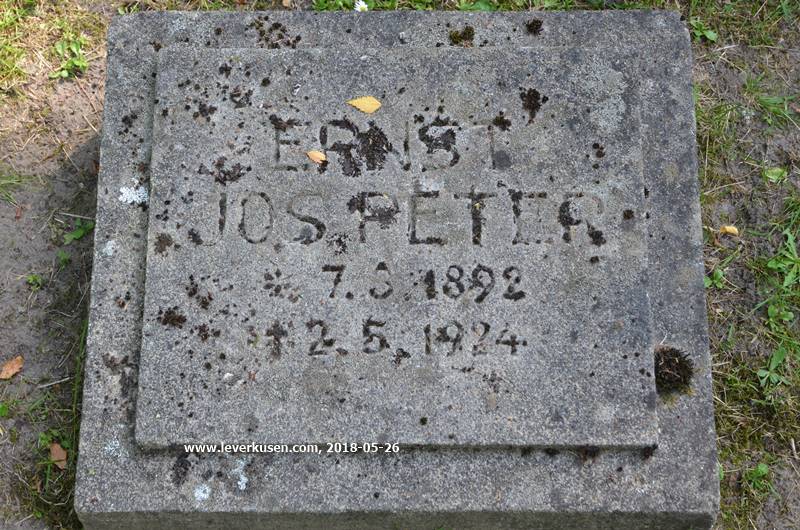 ERNST
JOS. PETER
* 7. 3. 1892
† 2. 5. 1924
www.leverkusen.com, 2018-05-26